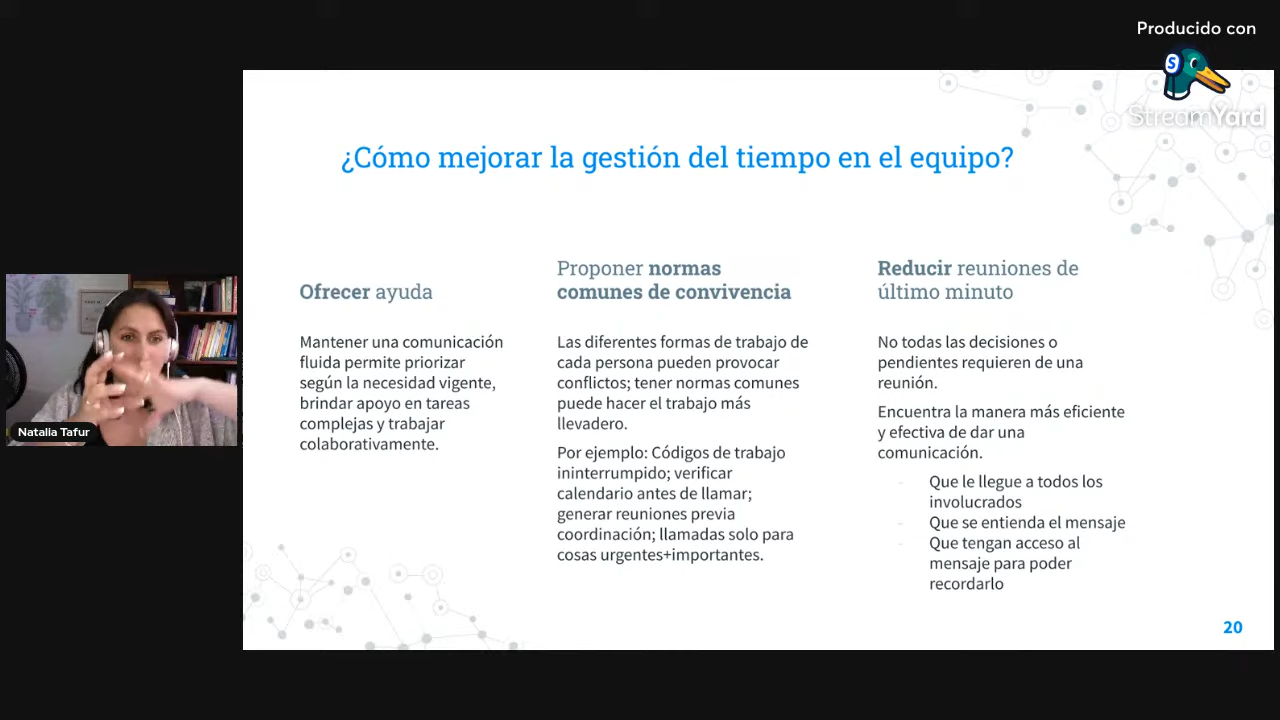 Producido con
StreamYard
¿Cómo mejorar la gestión del tiempo en el equipo?
Ofrecer ayuda
Mantener una comunicación
fluida permite priorizar
según la necesidad vigente,
brindar apoyo en tareas
complejas y trabajar
colaborativamente.
Proponer normas
comunes de convivencia
Las diferentes formas de trabajo de
cada persona pueden provocar
conflictos; tener normas comunes
puede hacer el trabajo más
llevadero.
Por ejemplo: Códigos de trabajo
ininterrumpido; verificar
calendario antes de llamar;
generar reuniones previa
coordinación; llamadas solo para
cosas urgentes+importantes.
Reducir reuniones de
último minuto
No todas las decisiones o
pendientes requieren de una
reunión.
Encuentra la manera más eficiente
y efectiva de dar una
comunicación.
- Que le llegue a todos los
involucrados
- Que se entienda el mensaje
- Que tengan acceso al
mensaje para poder
recordarlo
20
Natalia Tafur